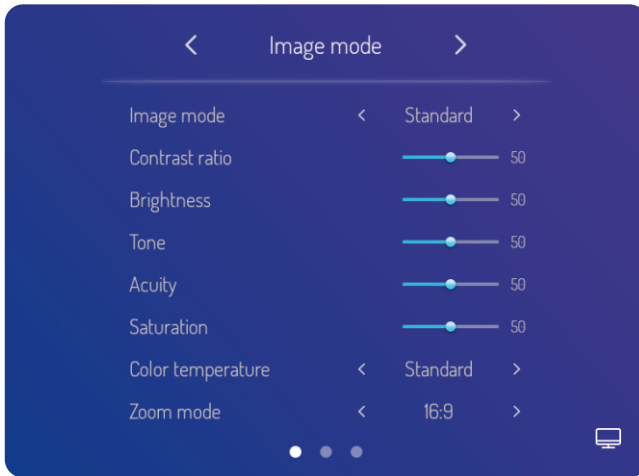 Image mode
Image mode Standard
Contrast ratio 50
Brightness 50
Tone 50
Acuity 50
Saturation 50
Color temperature Standard
Zoom mode 16:9